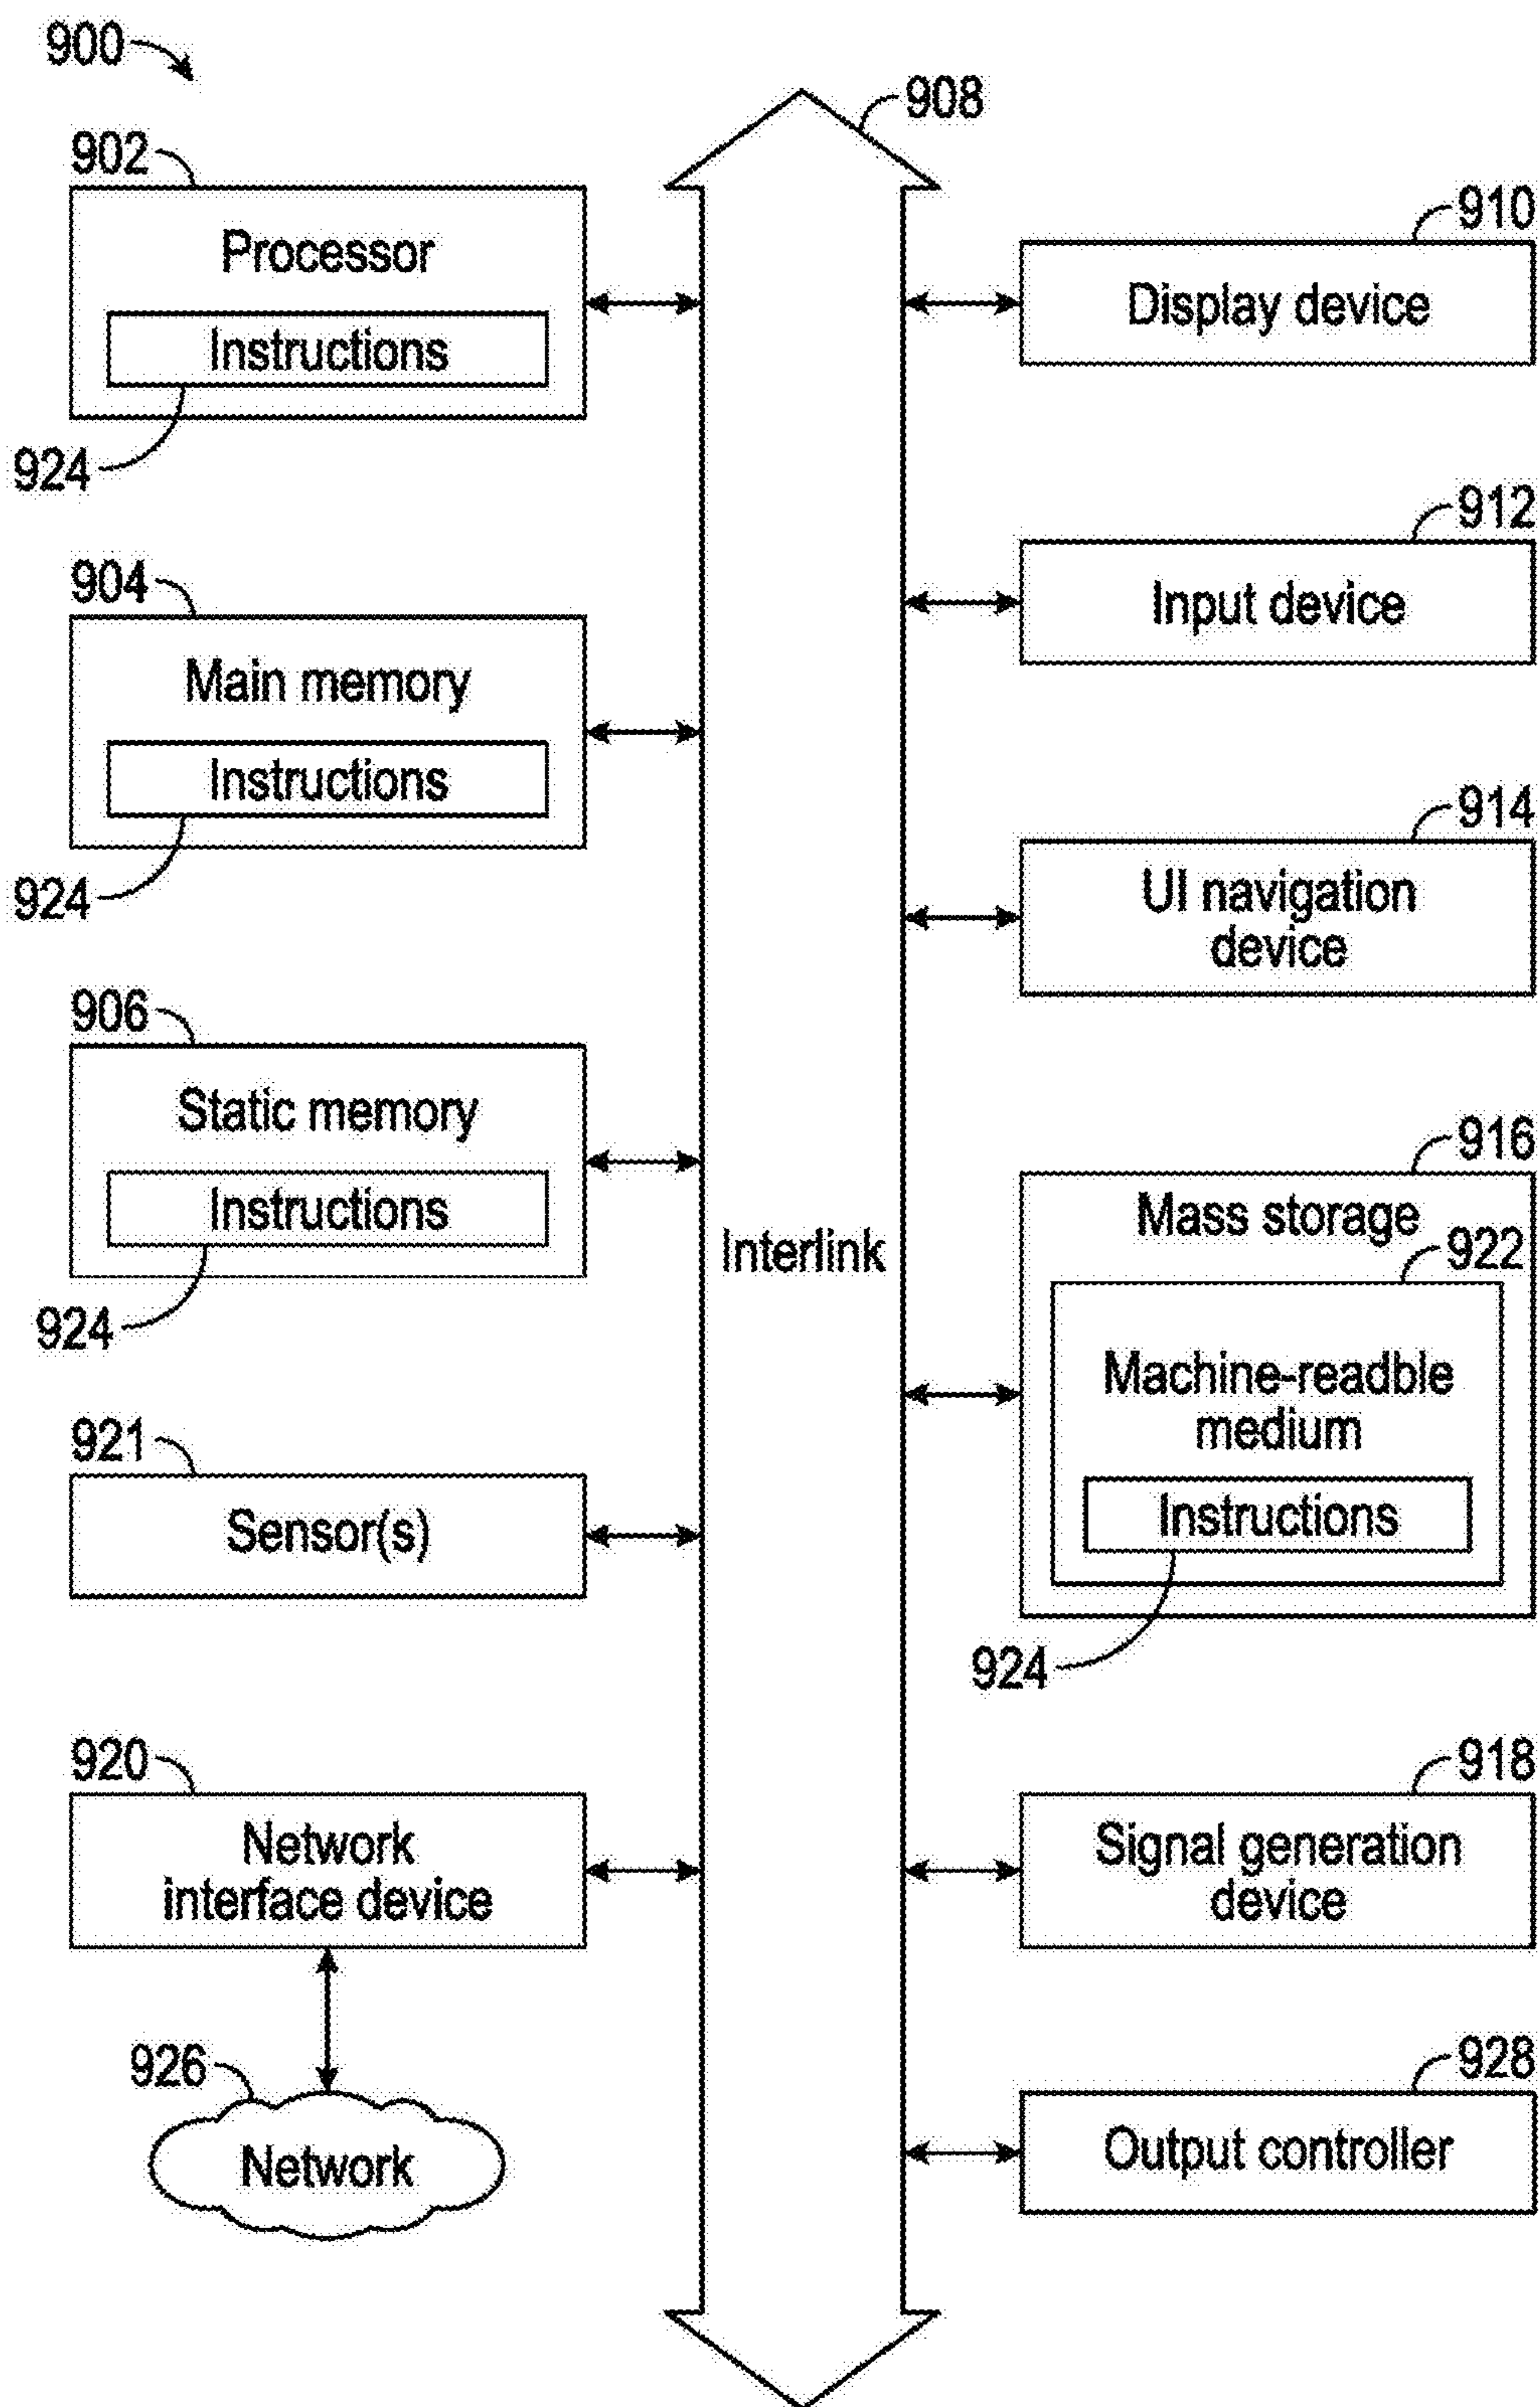 900
908
902
Processor
Instructions
924
904
Main memory
Instructions
924
906
Static memory
Instructions
924
921
Sensor(s)
920
Network
interface device
926
Network
Interlink
910
Display device
912
Input device
914
UI navigation
device
916
Mass storage
922
Machine-readble
medium
Instructions
924
918
Signal generation
device
928
Output controller